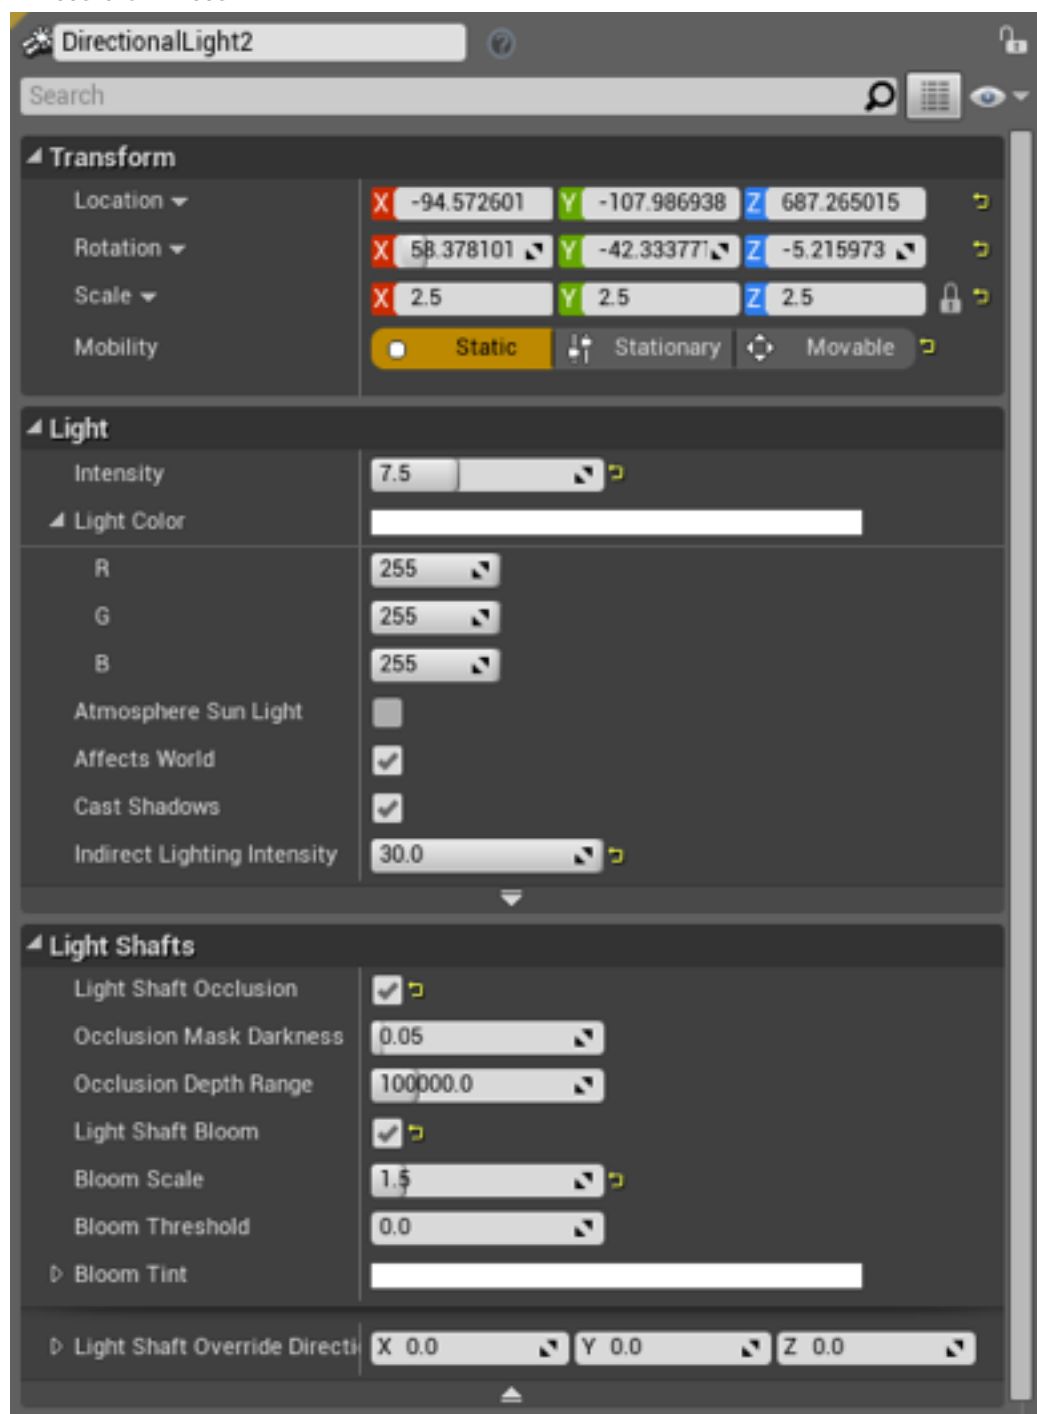 DirectionalLight2
Search
Transform
Location X -94.572601 Y -107.986938 Z 687.265015
Rotation X 58.378101 Y -42.333771 Z -5.215973
Scale X 2.5 Y 2.5 Z 2.5
Mobility Static Stationary Movable
Light
Intensity 7.5
Light Color
R 255
G 255
B 255
Atmosphere Sun Light
Affects World
Cast Shadows
Indirect Lighting Intensity 30.0
Light Shafts
Light Shaft Occlusion
Occlusion Mask Darkness 0.05
Occlusion Depth Range 100000.0
Light Shaft Bloom
Bloom Scale 1.5
Bloom Threshold 0.0
Bloom Tint
Light Shaft Override Directi X 0.0 Y 0.0 Z 0.0